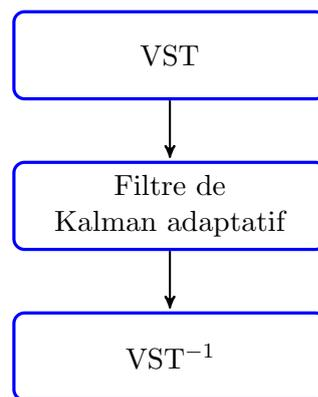 VST
Filtre de
Kalman adaptatif
VST⁻¹